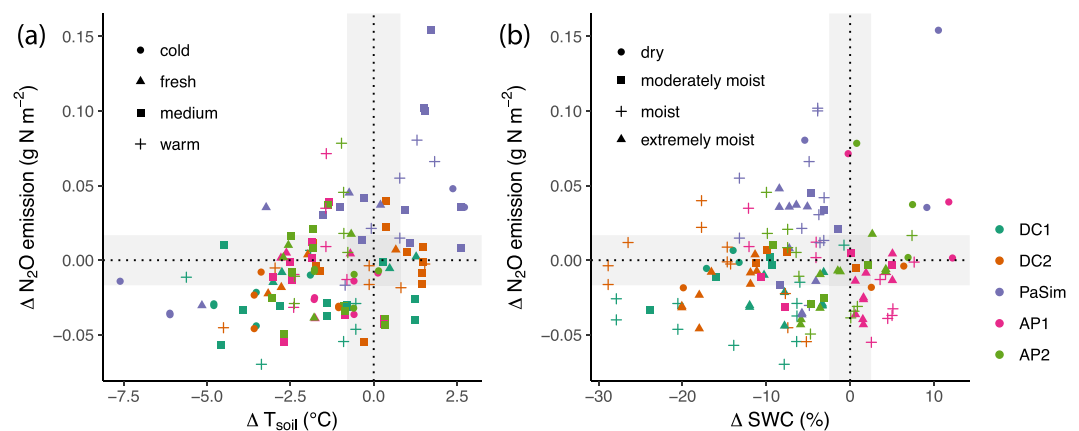 (a)
cold
fresh
medium
warm
Δ N₂O emission (g N m⁻²)
0.15
0.10
0.05
0.00
−0.05
−7.5
−5.0
−2.5
0.0
2.5
Δ Tsoil (°C)
(b)
dry
moderately moist
moist
extremely moist
Δ N₂O emission (g N m⁻²)
0.15
0.10
0.05
0.00
−0.05
−30
−20
−10
0
10
Δ SWC (%)
DC1
DC2
PaSim
AP1
AP2